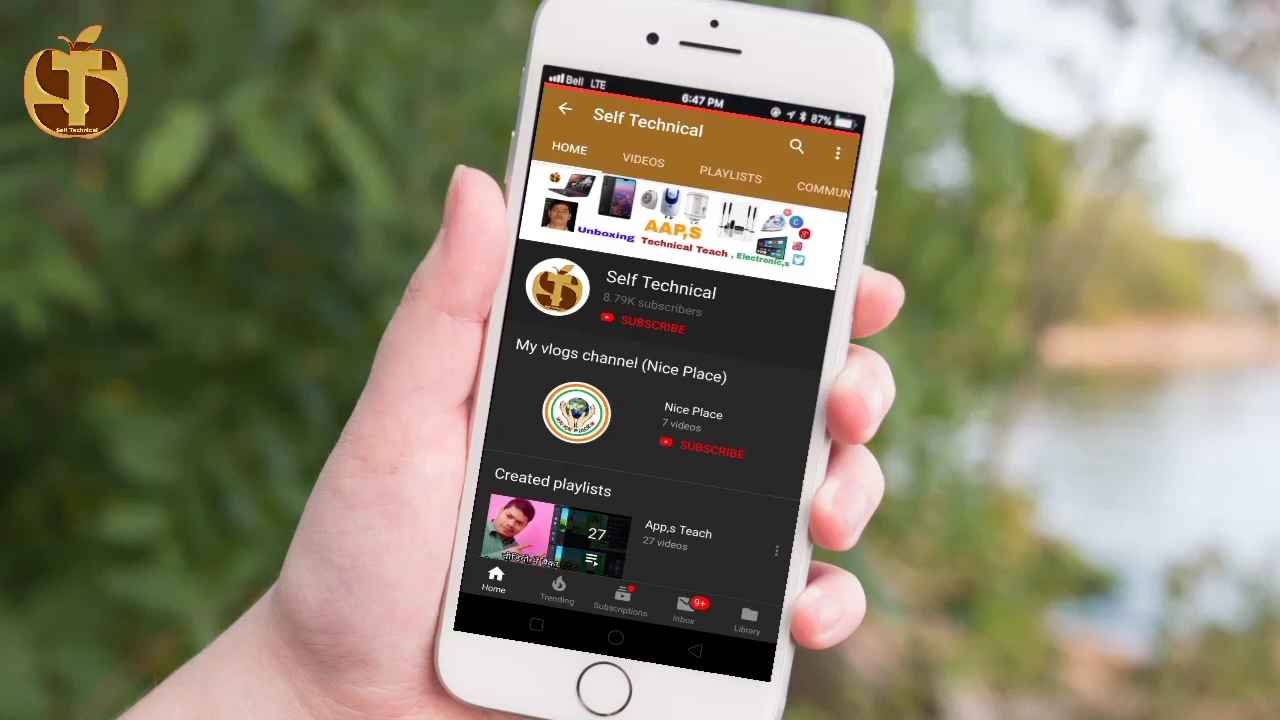 Self Technical
Bell LTE
6:47 PM
87%
Self Technical
HOME
VIDEOS
PLAYLISTS
COMMUN
Unboxing
AAP,S
Technical Teach , Electronic,s
Self Technical
8.79K subscribers
SUBSCRIBE
My vlogs channel (Nice Place)
Nice Place
7 videos
SUBSCRIBE
Created playlists
27
App,s Teach
27 videos
Home
Trending
Subscriptions
9+
Inbox
Library